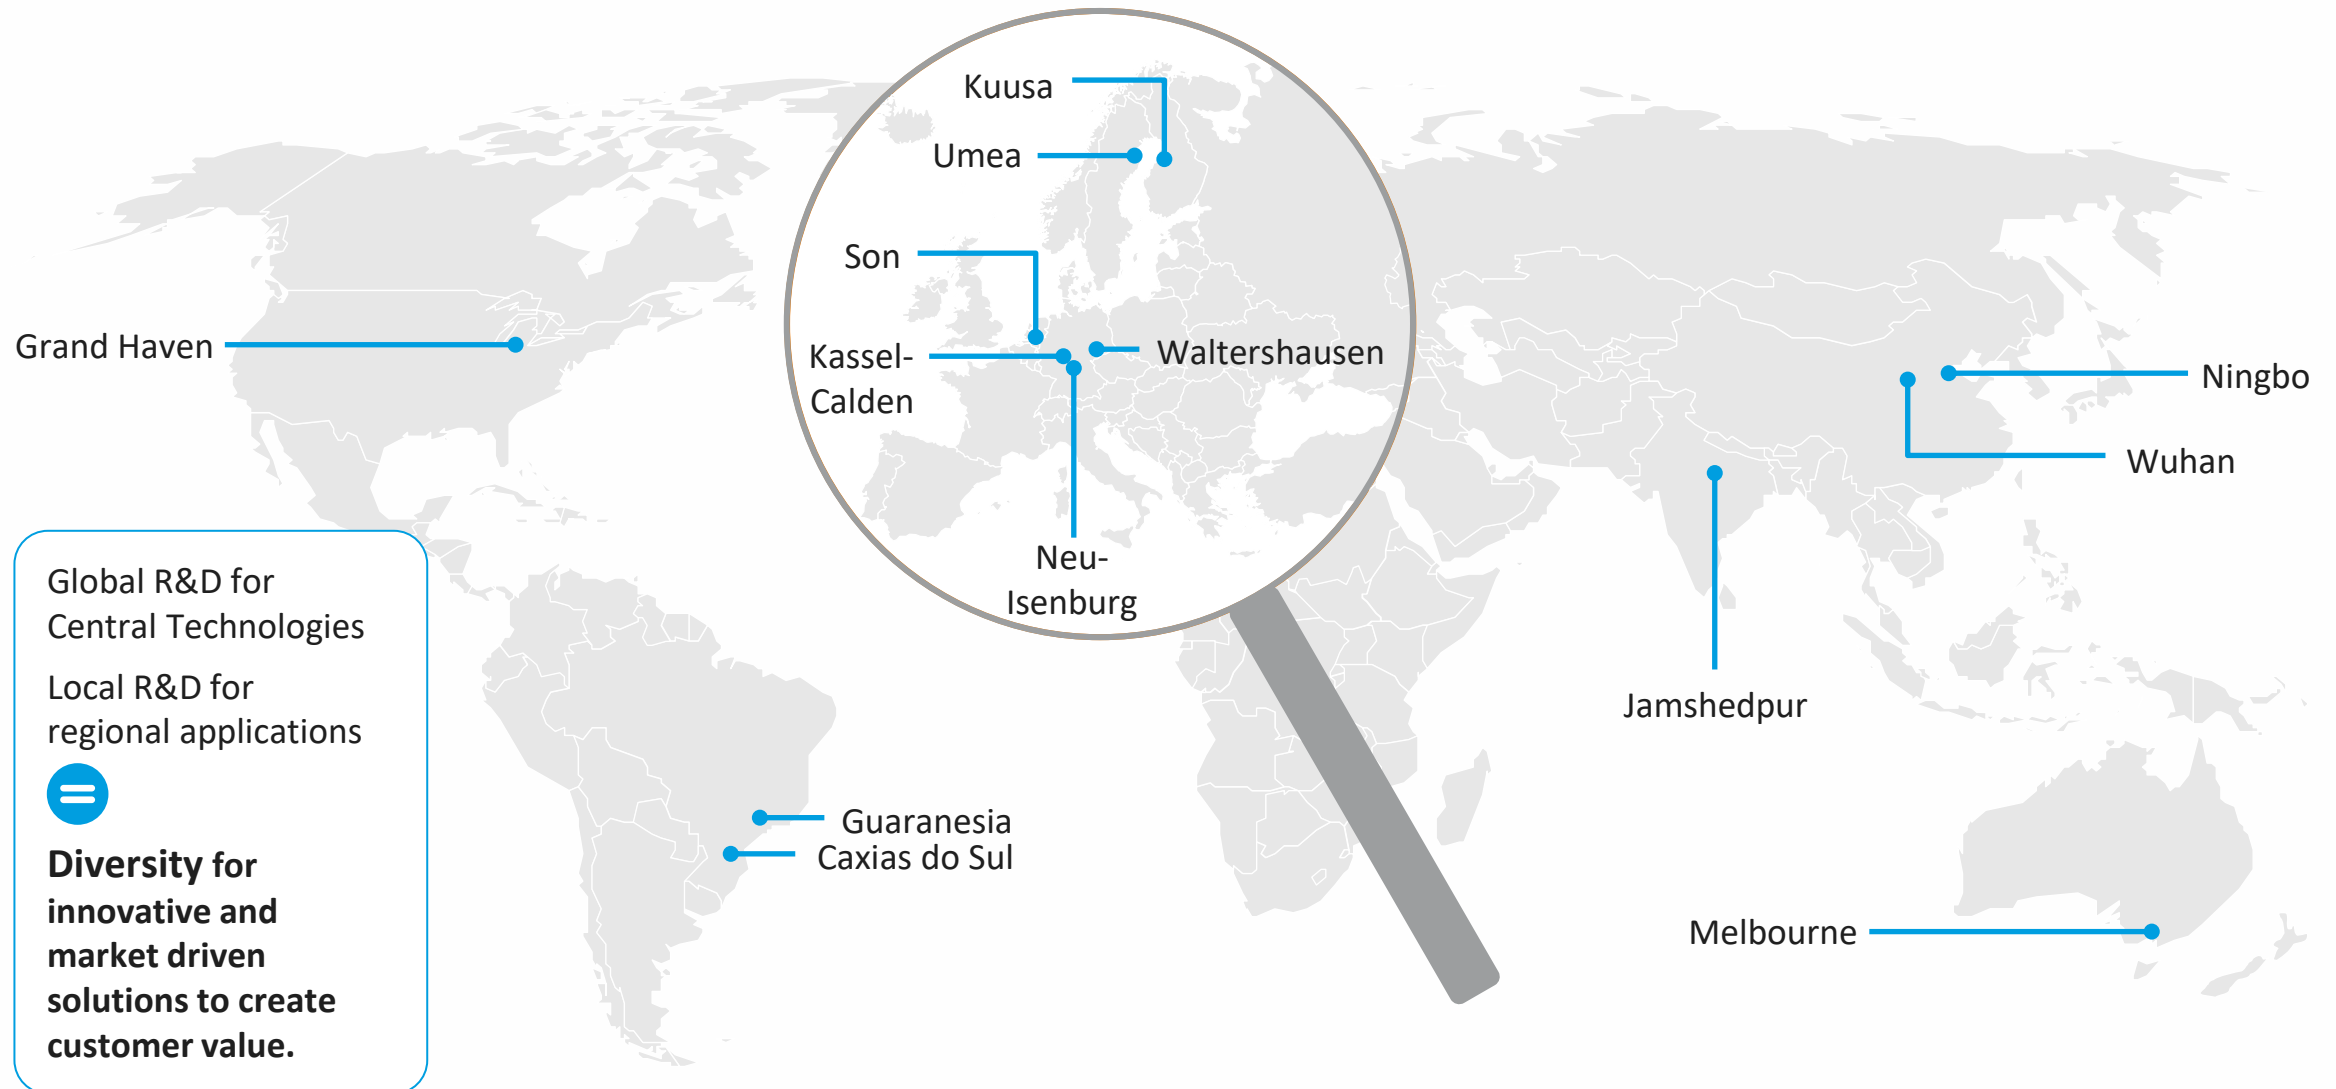 Kuusa
Umea
Son
Grand Haven
Kassel-
Calden
Waltershausen
Ningbo
Wuhan
Neu-
Isenburg
Jamshedpur
Guaranesia
Caxias do Sul
Melbourne
Global R&D for
Central Technologies
Local R&D for
regional applications
=
Diversity for
innovative and
market driven
solutions to create
customer value.